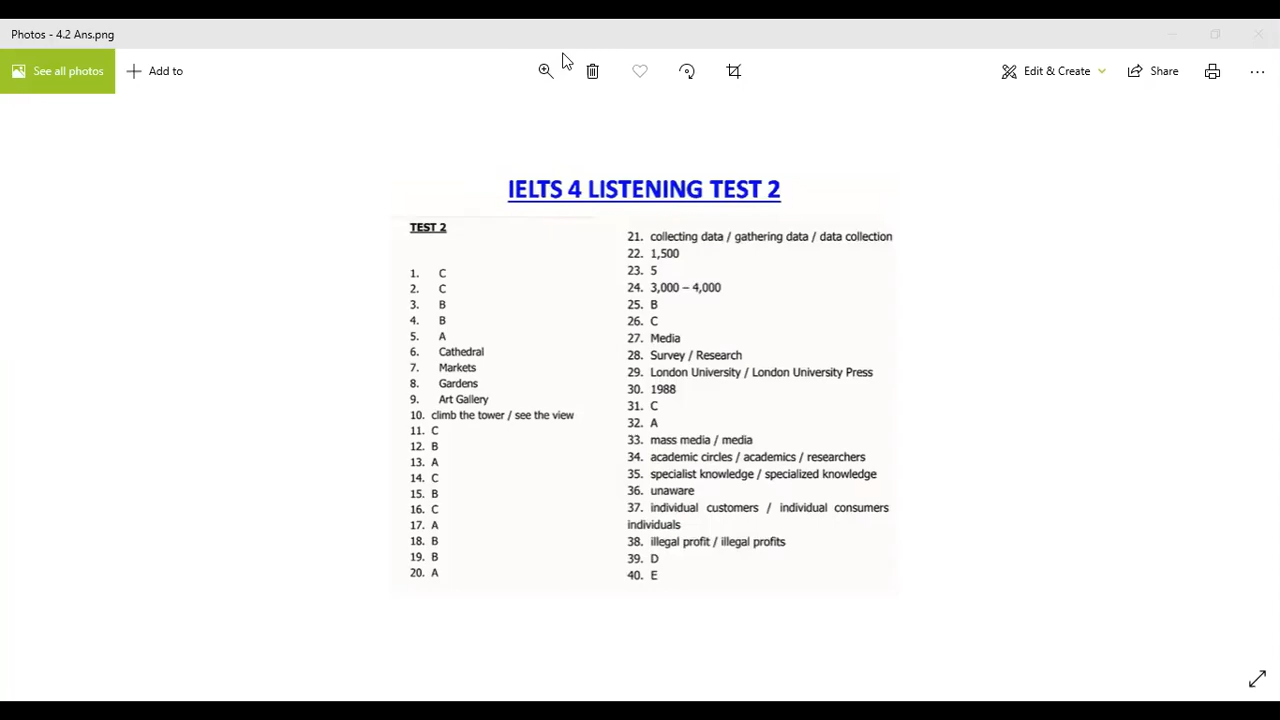 Photos - 4.2 Ans.png
See all photos
Add to
Edit & Create
Share
IELTS 4 LISTENING TEST 2
TEST 2
1. C
2. C
3. B
4. B
5. A
6. Cathedral
7. Markets
8. Gardens
9. Art Gallery
10. climb the tower / see the view
11. C
12. B
13. A
14. C
15. B
16. C
17. A
18. B
19. B
20. A
21. collecting data / gathering data / data collection
22. 1,500
23. 5
24. 3,000 – 4,000
25. B
26. C
27. Media
28. Survey / Research
29. London University / London University Press
30. 1988
31. C
32. A
33. mass media / media
34. academic circles / academics / researchers
35. specialist knowledge / specialized knowledge
36. unaware
37. individual customers / individual consumers
individuals
38. illegal profit / illegal profits
39. D
40. E